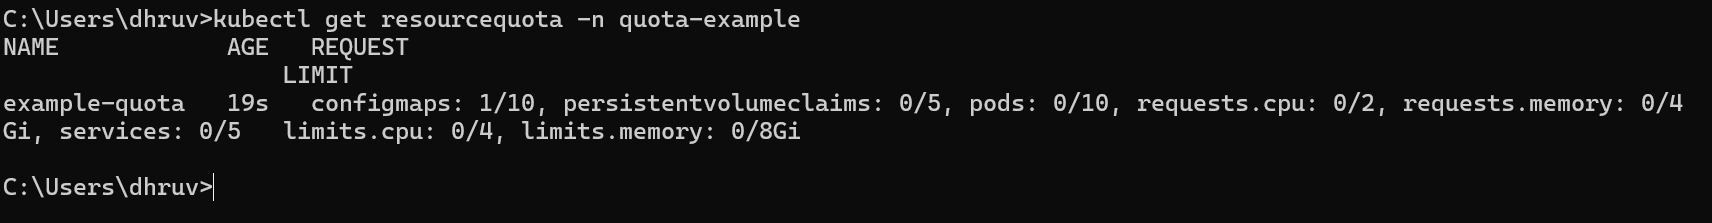 C:\Users\dhruv>kubectl get resourcequota -n quota-example
NAME            AGE   REQUEST
                    LIMIT
example-quota   19s   configmaps: 1/10, persistentvolumeclaims: 0/5, pods: 0/10, requests.cpu: 0/2, requests.memory: 0/4
Gi, services: 0/5   limits.cpu: 0/4, limits.memory: 0/8Gi
C:\Users\dhruv>